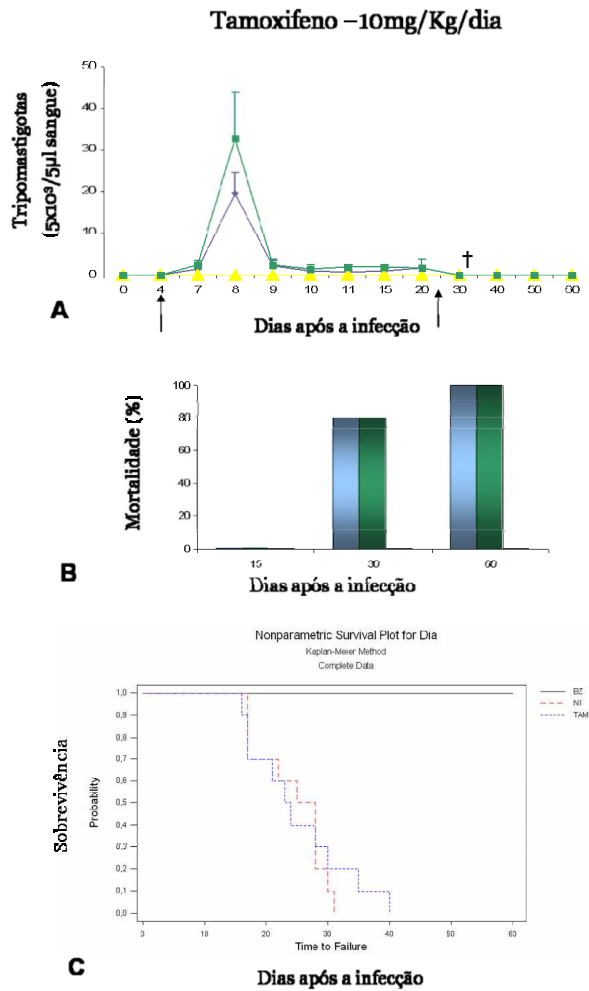 Tamoxifeno –10mg/Kg/dia
Tripomastigotas
(5x10³/5µl sangue)
50
40
30
20
10
0
†
0 4 7 8 9 10 11 15 20 30 40 50 60
A
Dias após a infecção
Mortalidade (%)
100
80
60
40
20
0
15 30 60
B
Dias após a infecção
Nonparametric Survival Plot for Dia
Kaplan-Meier Method
Complete Data
BZ
NT
TAM
Sobrevivência
Probability
1,0
0,9
0,8
0,7
0,6
0,5
0,4
0,3
0,2
0,1
0,0
0 10 20 30 40 50 60
Time to Failure
C
Dias após a infecção